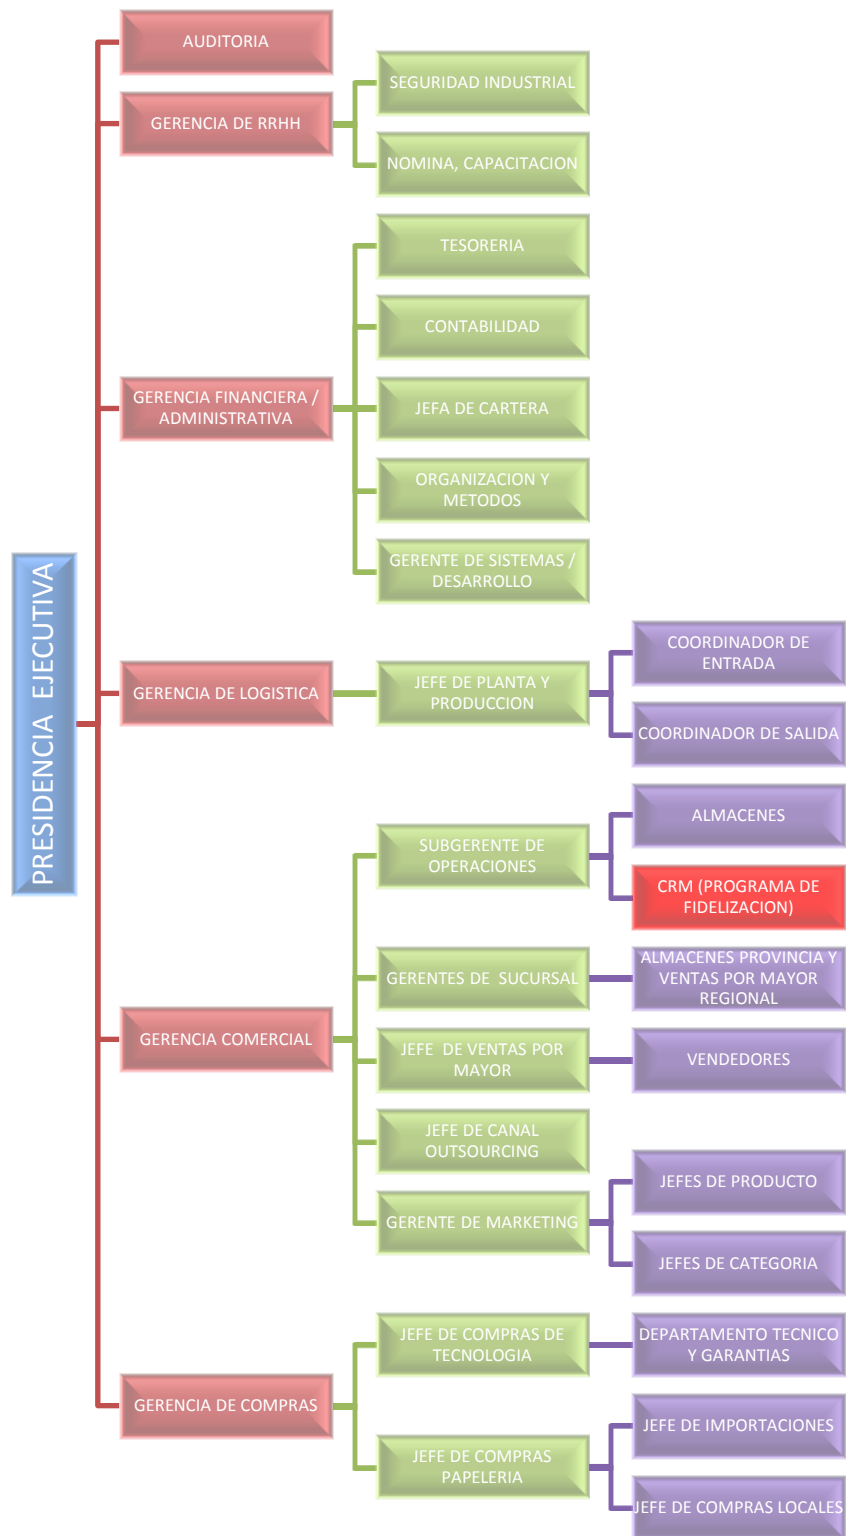 PRESIDENCIA EJECUTIVA
AUDITORIA
GERENCIA DE RRHH
SEGURIDAD INDUSTRIAL
NOMINA, CAPACITACION
GERENCIA FINANCIERA /
ADMINISTRATIVA
TESORERIA
CONTABILIDAD
JEFA DE CARTERA
ORGANIZACION Y
METODOS
GERENTE DE SISTEMAS /
DESARROLLO
GERENCIA DE LOGISTICA
JEFE DE PLANTA Y
PRODUCCION
COORDINADOR DE
ENTRADA
COORDINADOR DE SALIDA
GERENCIA COMERCIAL
SUBGERENTE DE
OPERACIONES
ALMACENES
CRM (PROGRAMA DE
FIDELIZACION)
GERENTES DE SUCURSAL
ALMACENES PROVINCIA Y
VENTAS POR MAYOR
REGIONAL
JEFE DE VENTAS POR
MAYOR
VENDEDORES
JEFE DE CANAL
OUTSOURCING
GERENTE DE MARKETING
JEFES DE PRODUCTO
JEFES DE CATEGORIA
GERENCIA DE COMPRAS
JEFE DE COMPRAS DE
TECNOLOGIA
DEPARTAMENTO TECNICO
Y GARANTIAS
JEFE DE COMPRAS
PAPELERIA
JEFE DE IMPORTACIONES
JEFE DE COMPRAS LOCALES